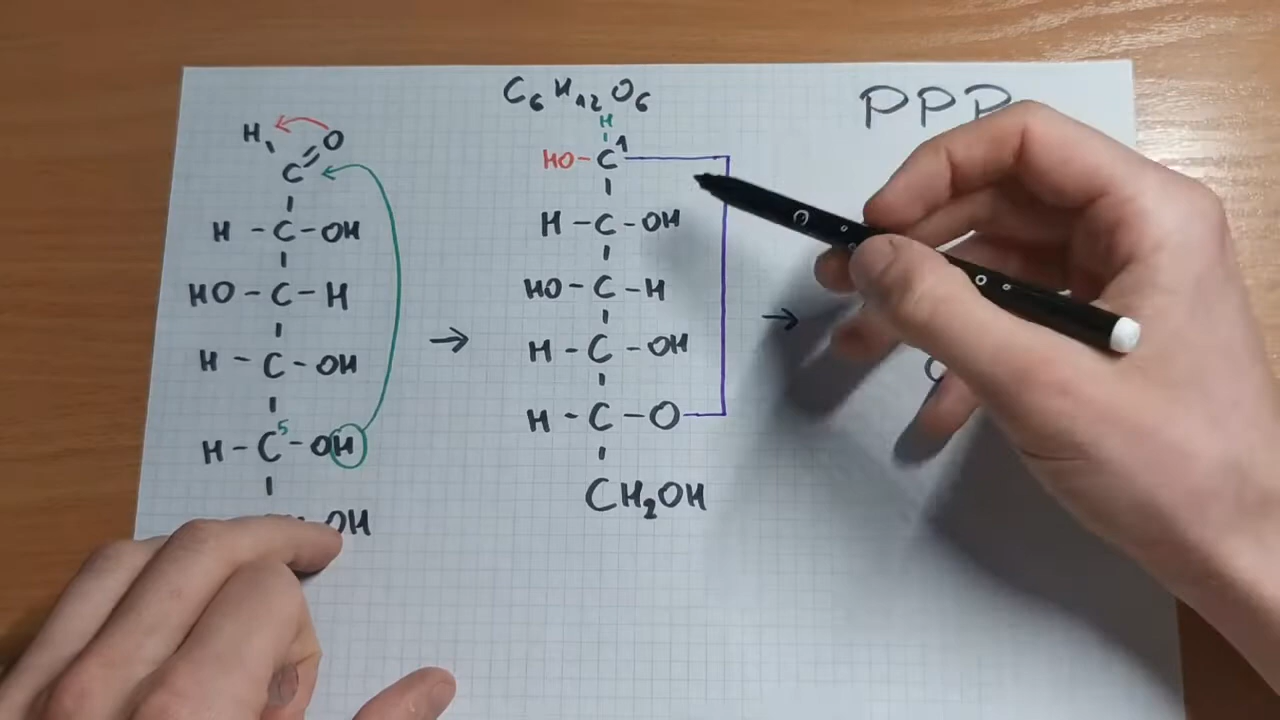 C6H12O6
PPP
H O
C
H - C - OH
HO - C - H
H - C - OH
H - C5 - OH
OH
→
H
HO - C1
H - C - OH
HO - C - H
H - C - OH
H - C - O
CH2OH
→